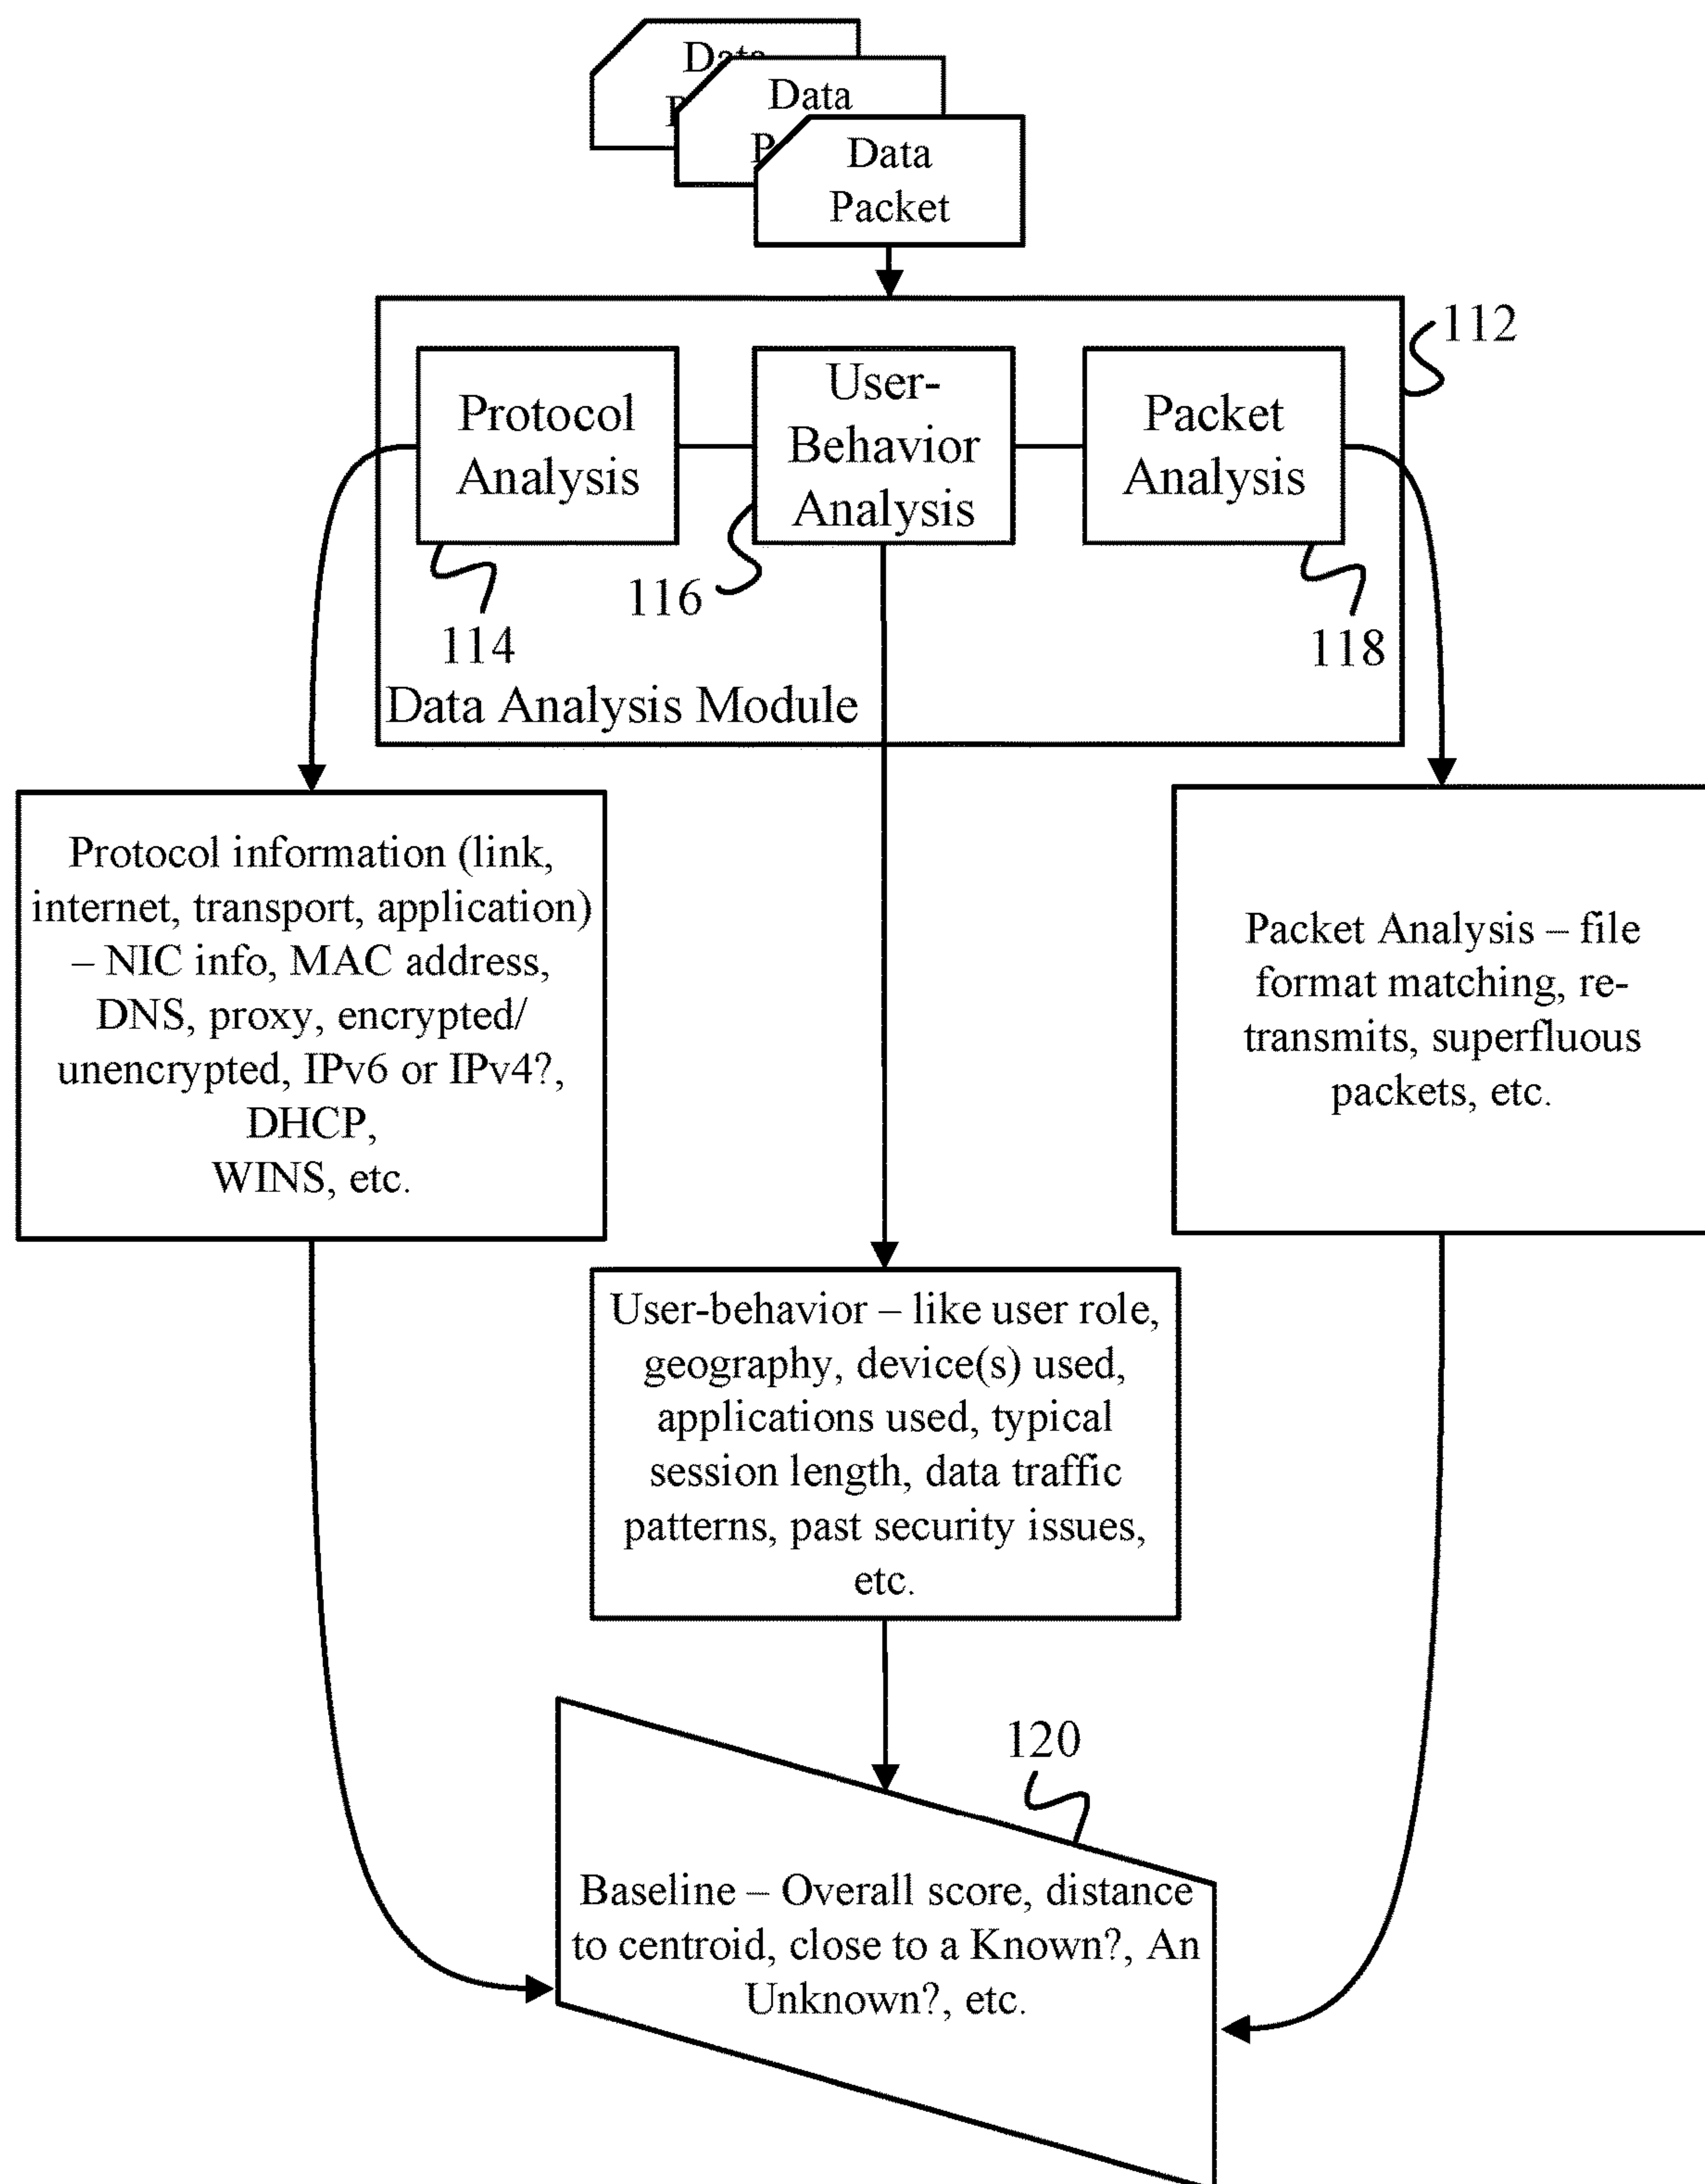 Data
Data
Data
Packet
112
Protocol
Analysis
User-
Behavior
Analysis
Packet
Analysis
116
114
118
Data Analysis Module
Protocol information (link,
internet, transport, application)
– NIC info, MAC address,
DNS, proxy, encrypted/
unencrypted, IPv6 or IPv4?,
DHCP,
WINS, etc.
Packet Analysis – file
format matching, re-
transmits, superfluous
packets, etc.
User-behavior – like user role,
geography, device(s) used,
applications used, typical
session length, data traffic
patterns, past security issues,
etc.
120
Baseline – Overall score, distance
to centroid, close to a Known?, An
Unknown?, etc.